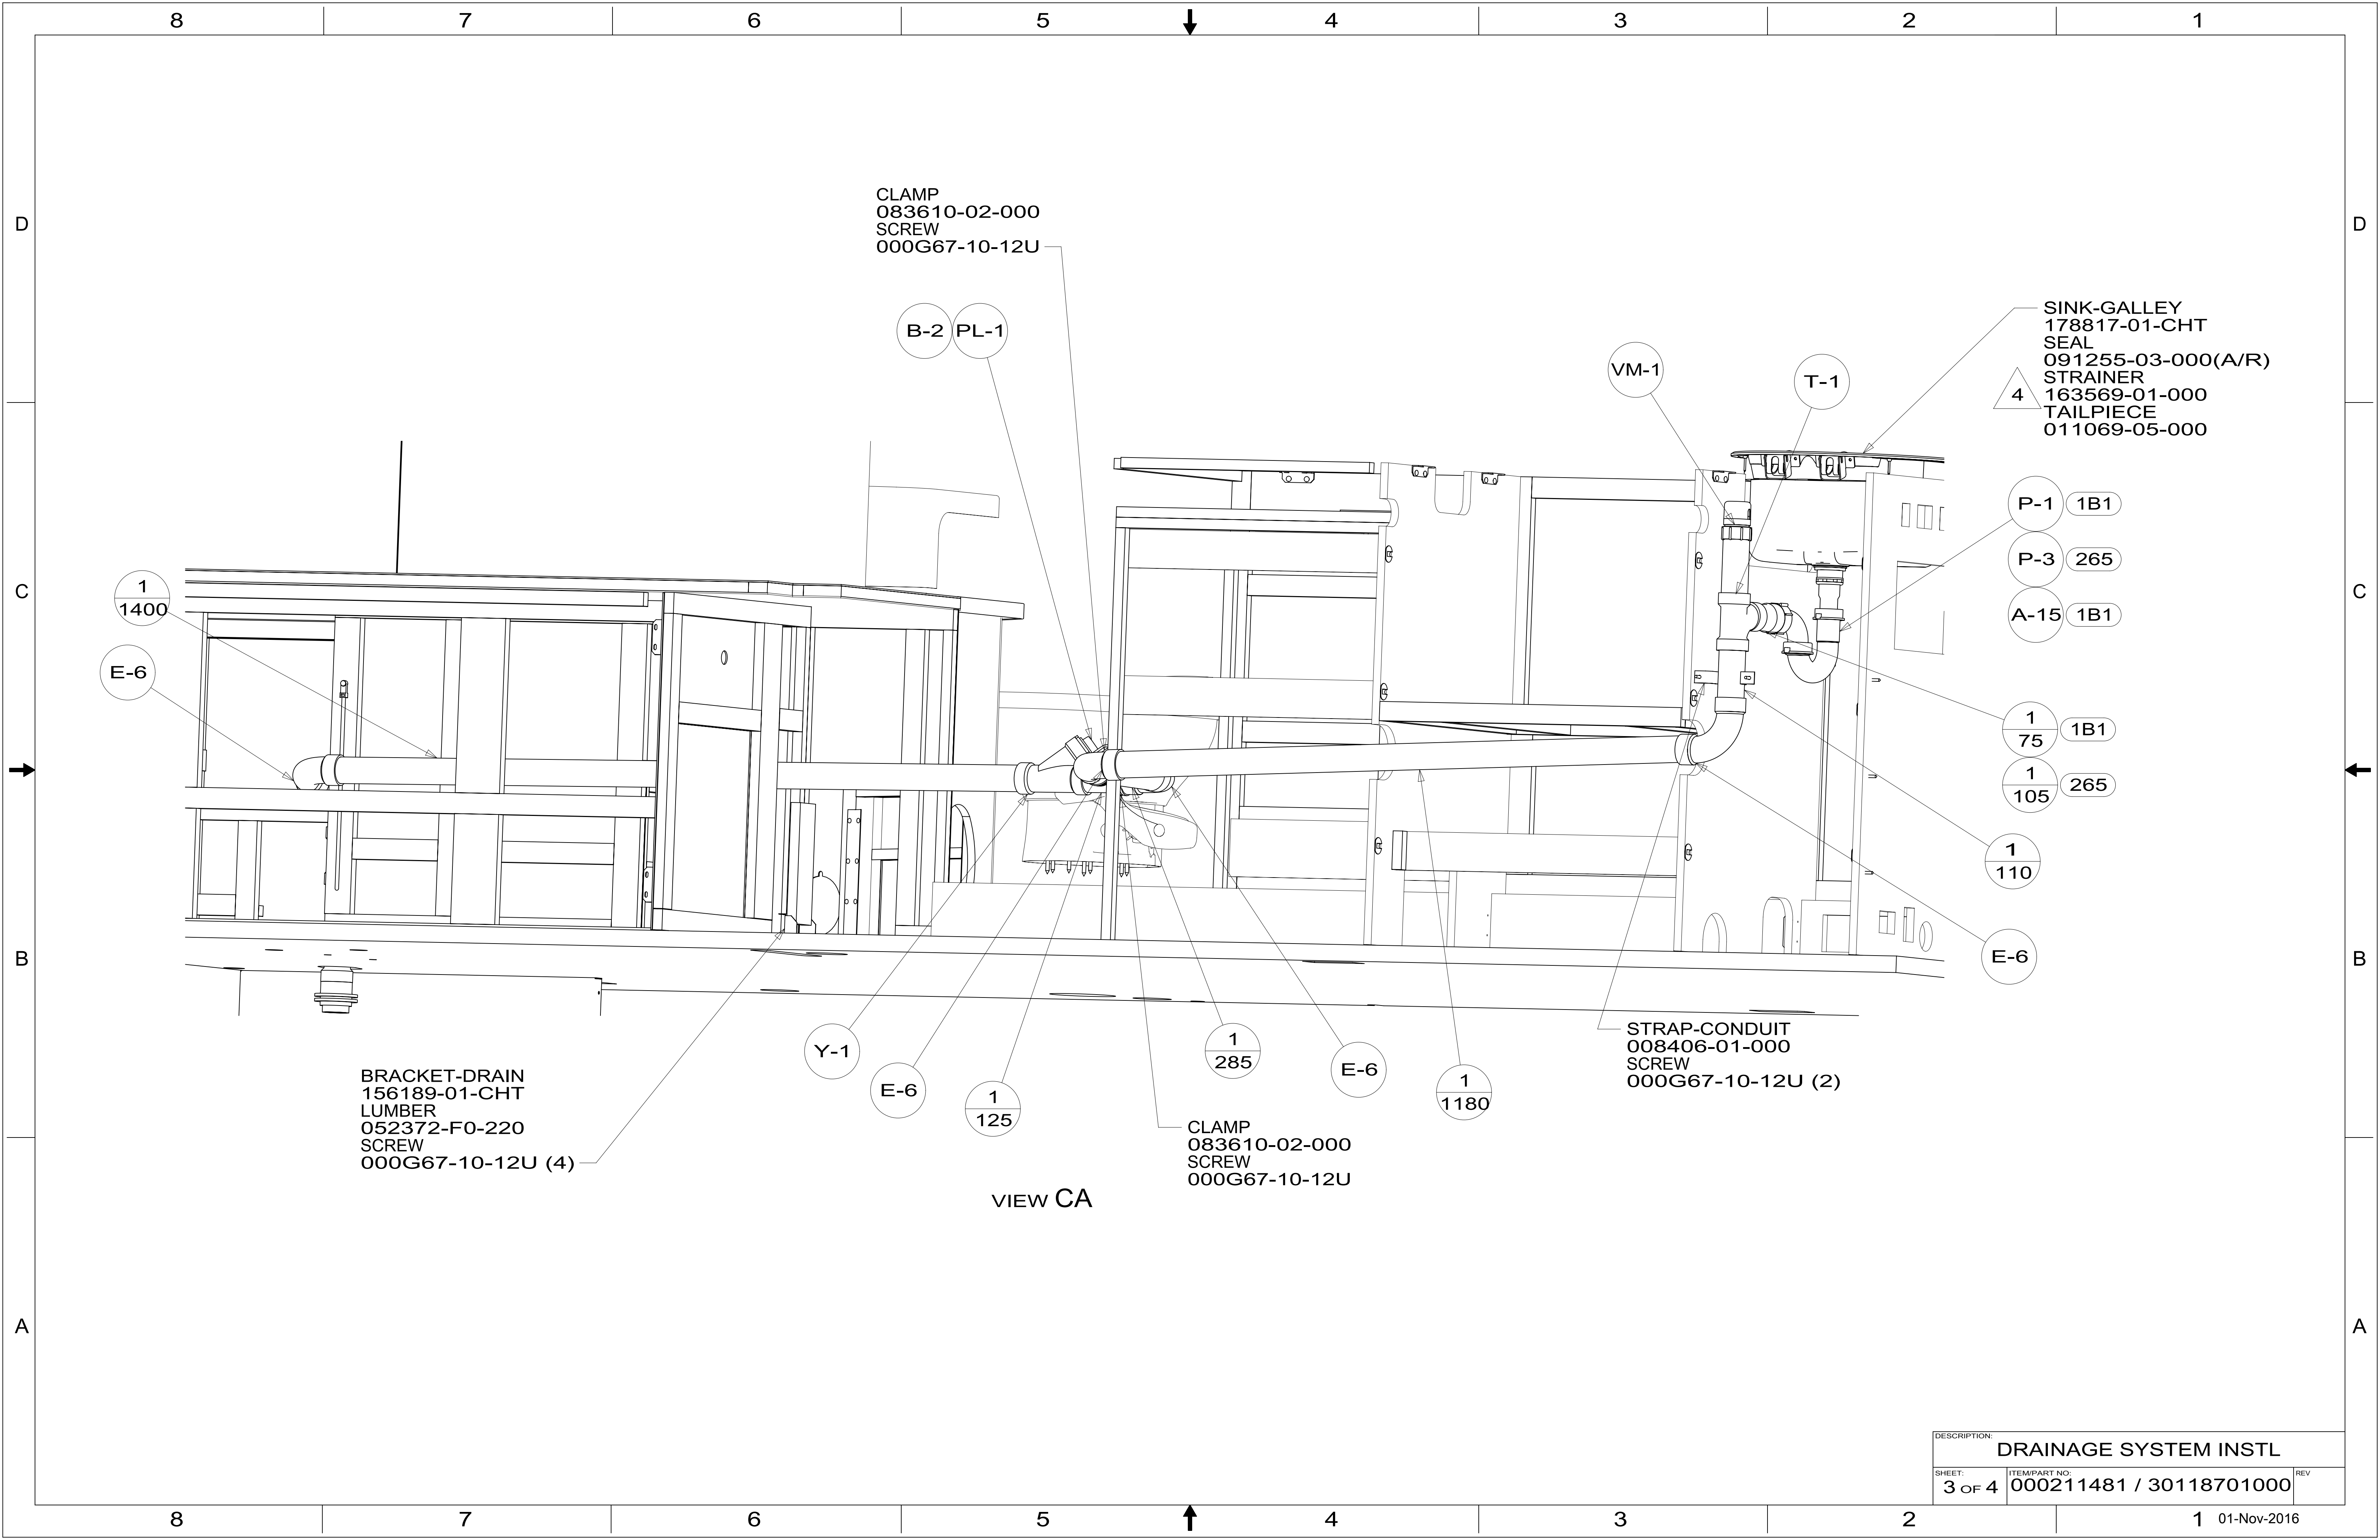 8 7 6 5 4 3 2 1
D D
CLAMP
083610-02-000
SCREW
000G67-10-12U
B-2 PL-1
VM-1
T-1
SINK-GALLEY
178817-01-CHT
SEAL
091255-03-000(A/R)
STRAINER
4 163569-01-000
TAILPIECE
011069-05-000
P-1 1B1
P-3 265
A-15 1B1
C C
1
1400
E-6
1
75 1B1
1
105 265
1
110
E-6
B B
Y-1
E-6
1
125
1
285
E-6
1
1180
STRAP-CONDUIT
008406-01-000
SCREW
000G67-10-12U (2)
BRACKET-DRAIN
156189-01-CHT
LUMBER
052372-F0-220
SCREW
000G67-10-12U (4)
CLAMP
083610-02-000
SCREW
000G67-10-12U
VIEW CA
A A
DESCRIPTION:
DRAINAGE SYSTEM INSTL
SHEET:
3 OF 4
ITEM/PART NO:
000211481 / 30118701000
REV
8 7 6 5 4 3 2 1
01-Nov-2016